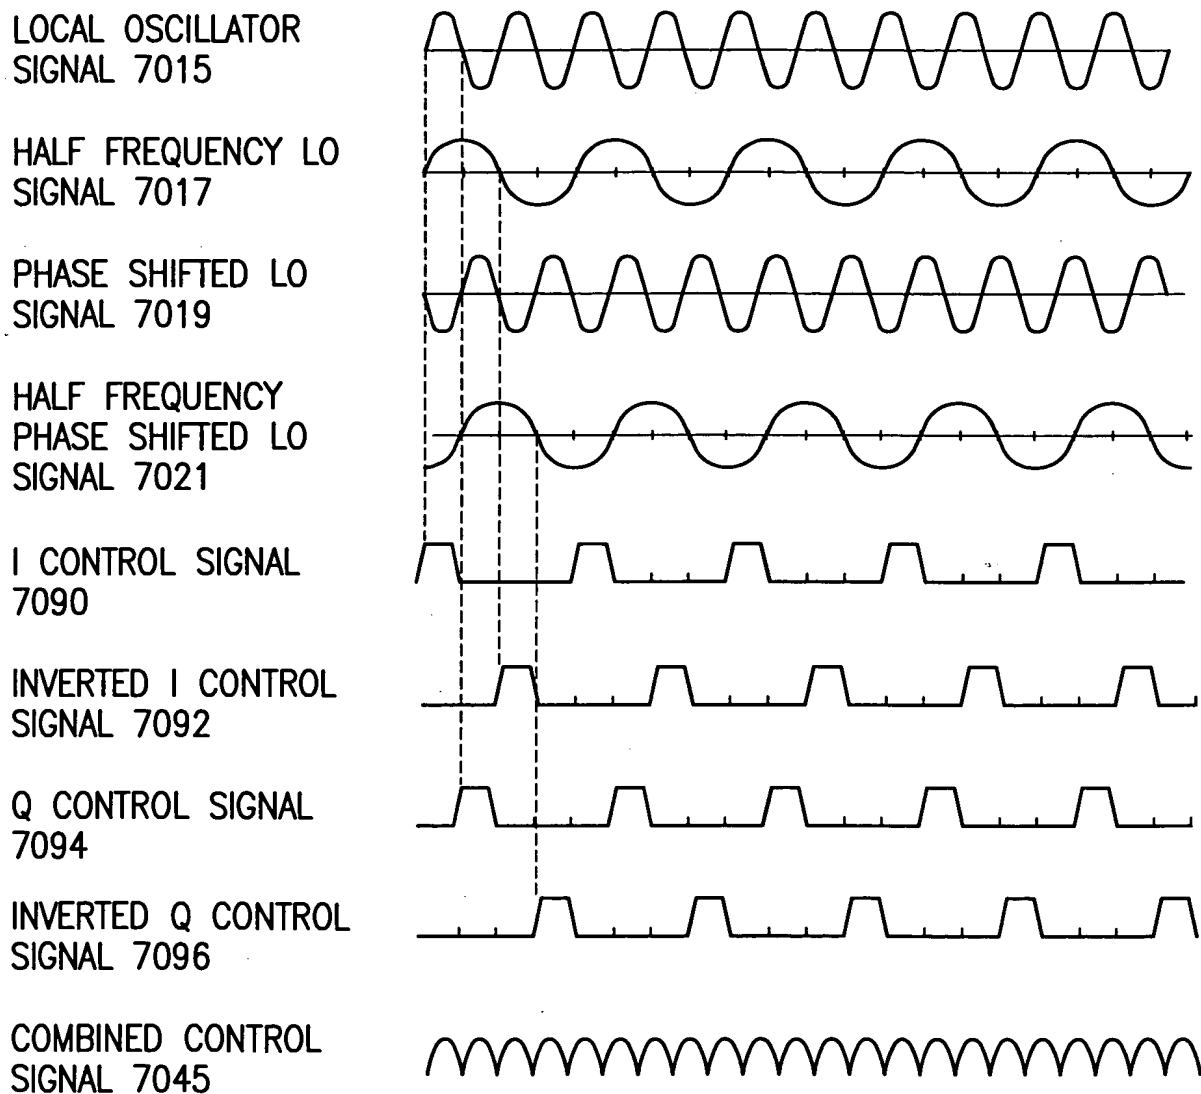 LOCAL OSCILLATOR
SIGNAL 7015
HALF FREQUENCY LO
SIGNAL 7017
PHASE SHIFTED LO
SIGNAL 7019
HALF FREQUENCY
PHASE SHIFTED LO
SIGNAL 7021
I CONTROL SIGNAL
7090
INVERTED I CONTROL
SIGNAL 7092
Q CONTROL SIGNAL
7094
INVERTED Q CONTROL
SIGNAL 7096
COMBINED CONTROL
SIGNAL 7045